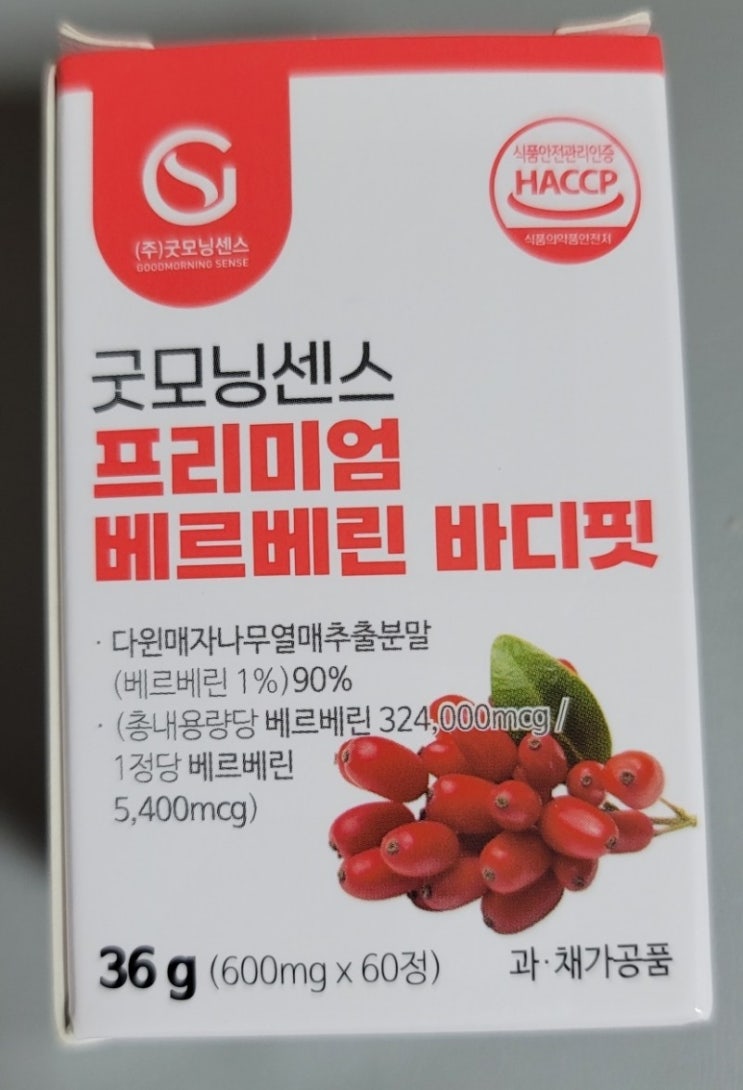 (주)굿모닝센스
GOODMORNING SENSE
식품안전관리인증
HACCP
식품의약품안전처
굿모닝센스
프리미엄
베르베린 바디핏
· 다윈매자나무열매추출분말
(베르베린 1%)90%
· (총내용량당 베르베린 324,000mcg /
1정당 베르베린
5,400mcg)
36 g (600mg x 60정)
과·채가공품